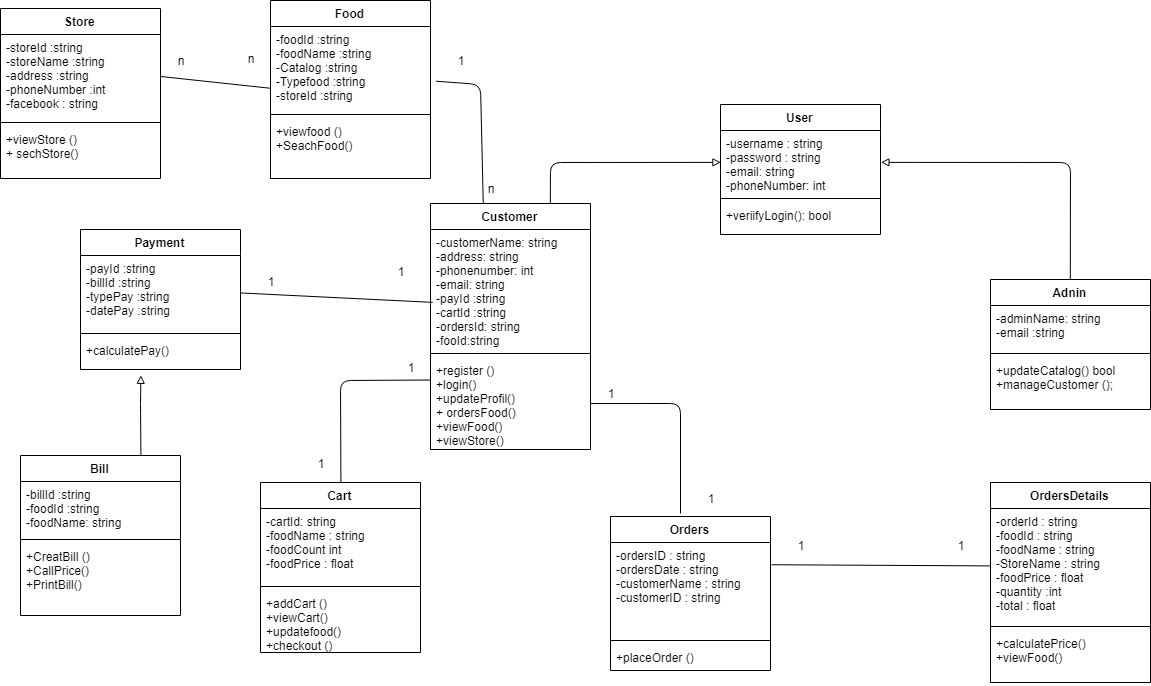 Store
-storeId :string
-storeName :string
-address :string
-phoneNumber :int
-facebook : string
+viewStore ()
+ sechStore()
n
n
Food
-foodId :string
-foodName :string
-Catalog :string
-Typefood :string
-storeId :string
+viewfood ()
+SeachFood()
1
n
User
-username : string
-password : string
-email: string
-phoneNumber: int
+veriifyLogin(): bool
Payment
-payId :string
-billId :string
-typePay :string
-datePay :string
+calculatePay()
1
1
Customer
-customerName: string
-address: string
-phonenumber: int
-email: string
-payId :string
-cartId: string
-ordersId: string
-fooId:string
+register ()
+login()
+updateProfil()
+ ordersFood()
+viewFood()
+viewStore()
Adnin
-adminName: string
-email :string
+updateCatalog() bool
+manageCustomer ();
1
1
1
1
Bill
-billId :string
-foodId :string
-foodName: string
+CreatBill ()
+CallPrice()
+PrintBill()
Cart
-cartId: string
-foodName : string
-foodCount int
-foodPrice : float
+addCart ()
+viewCart()
+updatefood()
+checkout ()
Orders
-ordersID : string
-ordersDate : string
-customerName : string
-customerID : string
+placeOrder ()
1
1
OrdersDetails
-orderId : string
-foodId : string
-foodName : string
-StoreName : string
-foodPrice : float
-quantity :int
-total : float
+calculatePrice()
+viewFood()